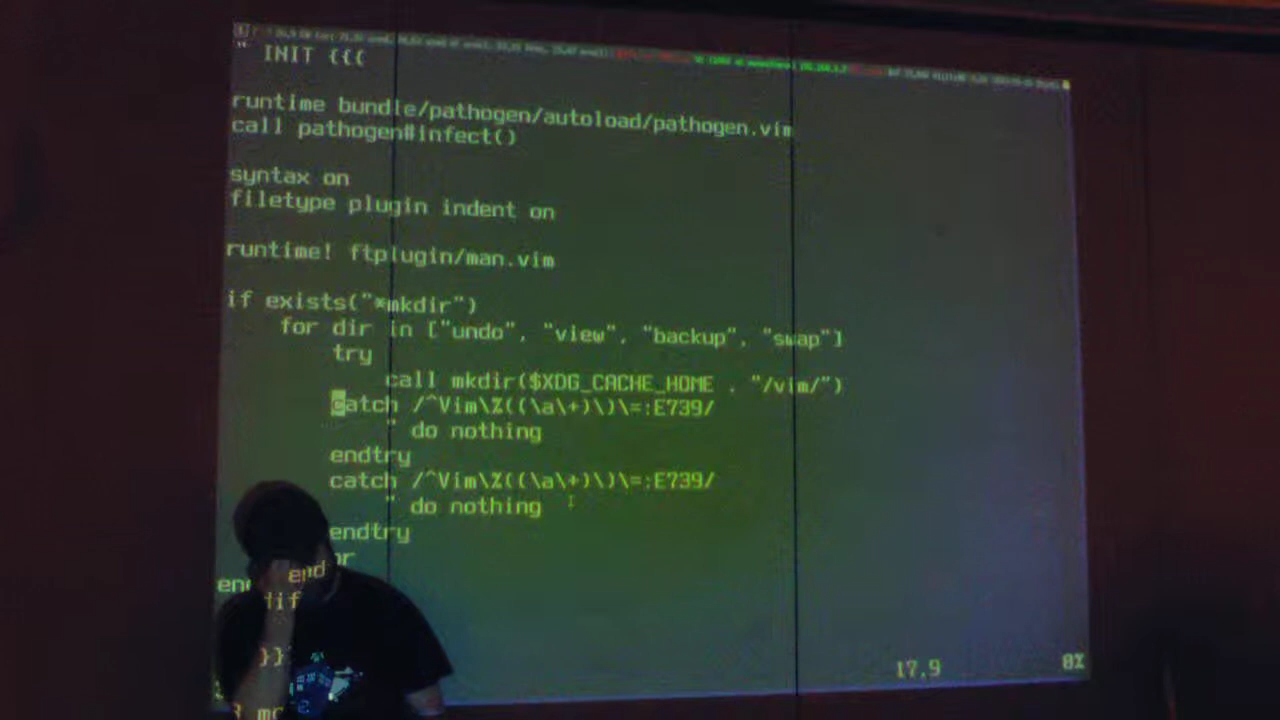 " INIT {{{
runtime bundle/pathogen/autoload/pathogen.vim
call pathogen#infect()
syntax on
filetype plugin indent on
runtime! ftplugin/man.vim
if exists("*mkdir")
for dir in ["undo", "view", "backup", "swap"]
try
call mkdir($XDG_CACHE_HOME . "/vim/")
catch /^Vim\%((\a\+)\)\=:E739/
" do nothing
endtry
catch /^Vim\%((\a\+)\)\=:E739/
" do nothing
endtry
end
17,9 0%